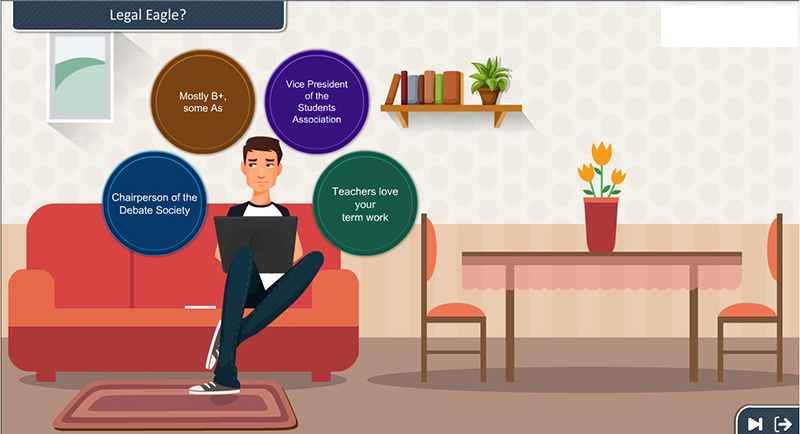 Legal Eagle?
Mostly B+,
some As
Vice President
of the
Students
Association
Chairperson of the
Debate Society
Teachers love
your
term work